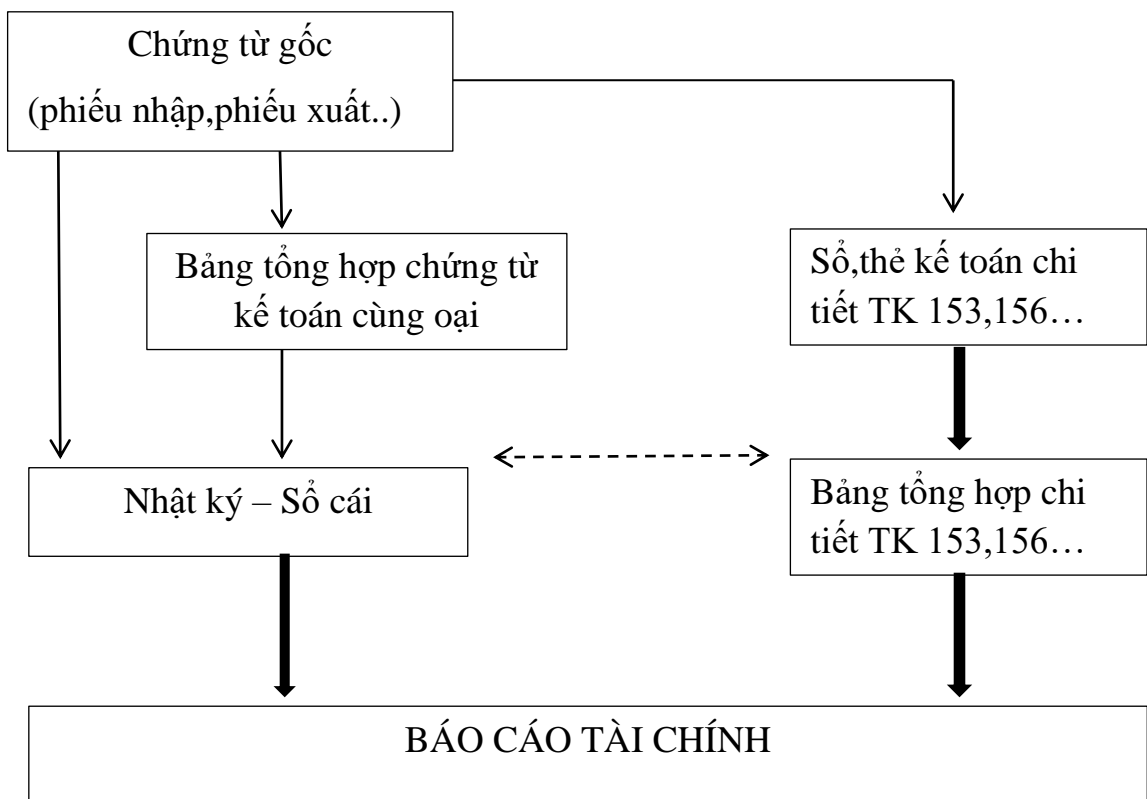 Chứng từ gốc
(phiếu nhập,phiếu xuất..)
Bảng tổng hợp chứng từ
kế toán cùng oại
Sổ,thẻ kế toán chi
tiết TK 153,156…
Nhật ký – Sổ cái
Bảng tổng hợp chi
tiết TK 153,156…
BÁO CÁO TÀI CHÍNH